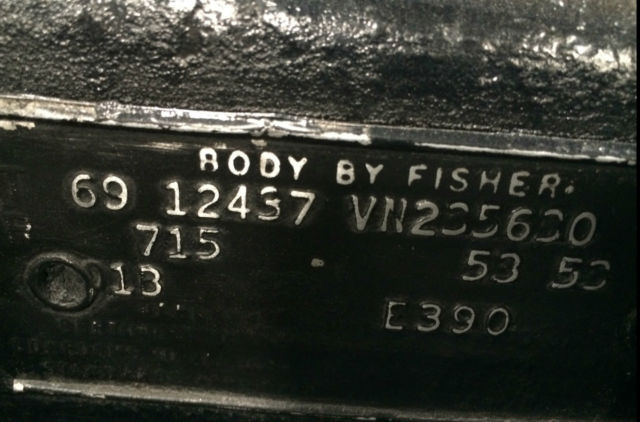 BODY BY FISHER.
69 12437 VN235630
715 53 53
13 E390